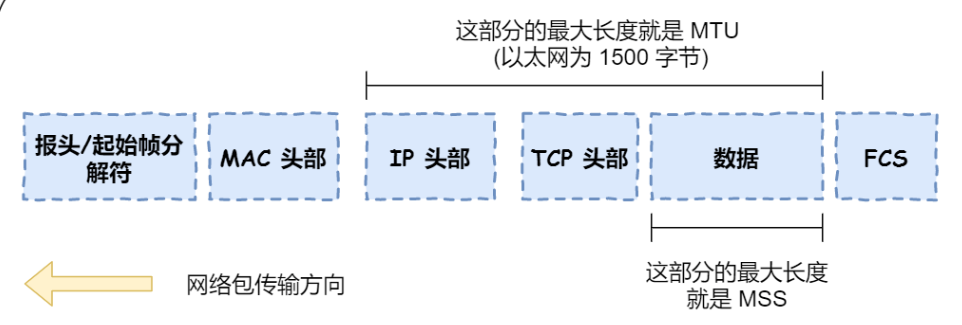 这部分的最大长度就是 MTU
(以太网为 1500 字节)
报头/起始帧分
解符
MAC 头部
IP 头部
TCP 头部
数据
FCS
网络包传输方向
这部分的最大长度
就是 MSS